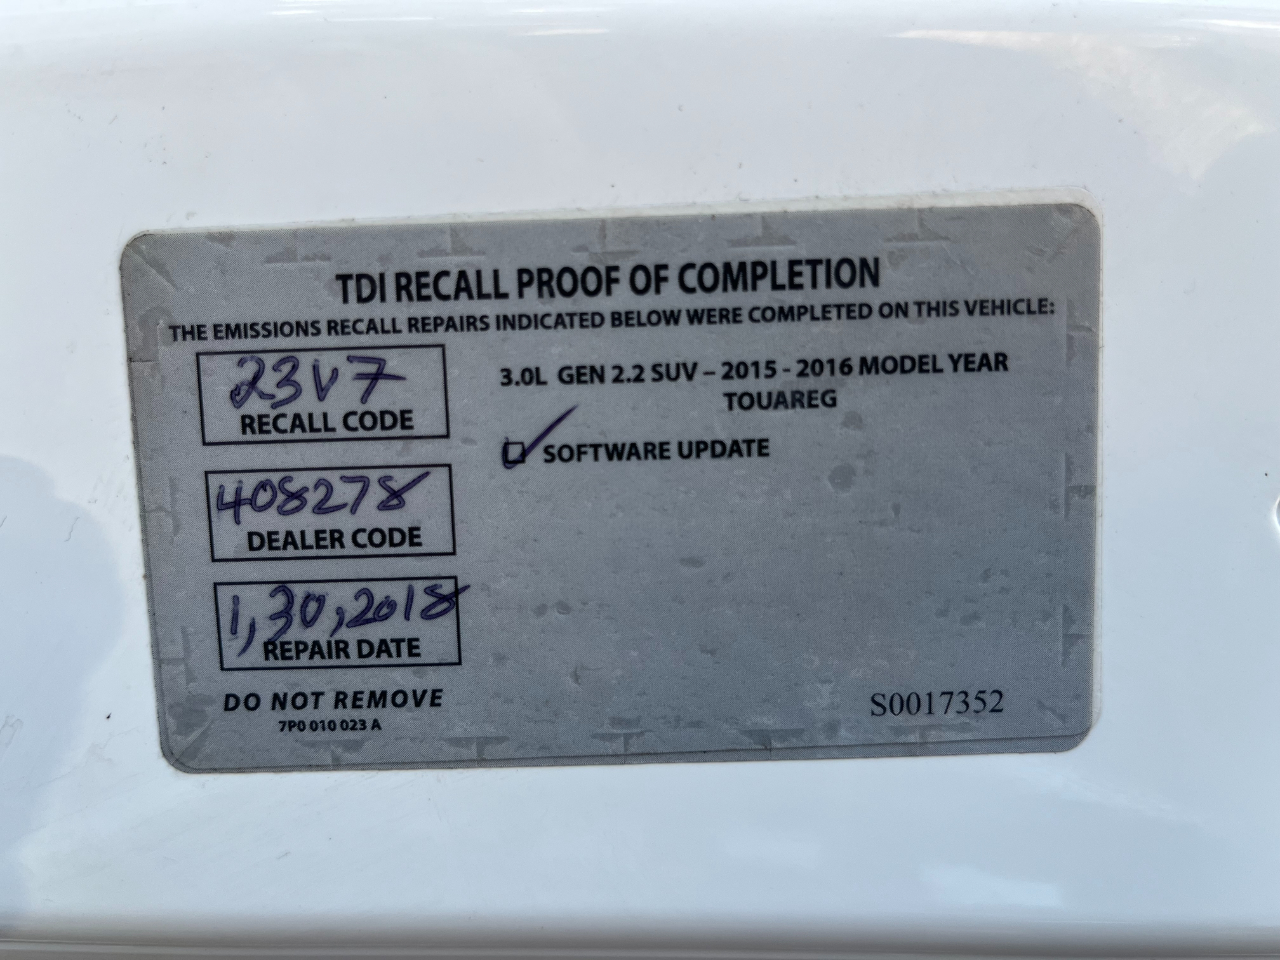 TDI RECALL PROOF OF COMPLETION
THE EMISSIONS RECALL REPAIRS INDICATED BELOW WERE COMPLETED ON THIS VEHICLE:
23V7
RECALL CODE
3.0L GEN 2.2 SUV – 2015 - 2016 MODEL YEAR
TOUAREG
SOFTWARE UPDATE
408278
DEALER CODE
1,30,2018
REPAIR DATE
DO NOT REMOVE
7P0 010 023 A
S0017352